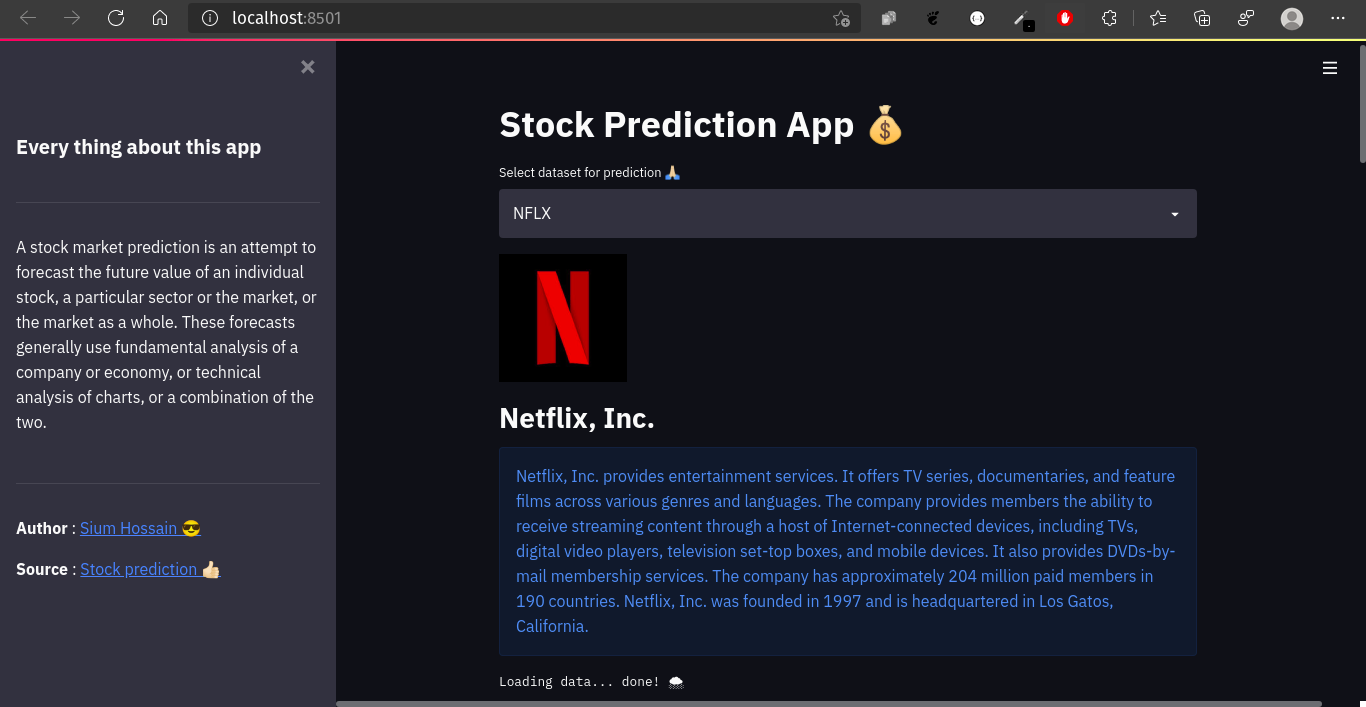 localhost:8501
Every thing about this app
A stock market prediction is an attempt to
forecast the future value of an individual
stock, a particular sector or the market, or
the market as a whole. These forecasts
generally use fundamental analysis of a
company or economy, or technical
analysis of charts, or a combination of the
two.
Author : Sium Hossain 😎
Source : Stock prediction 👍🏻
Stock Prediction App 💰
Select dataset for prediction 🙏🏻
NFLX
N
Netflix, Inc.
Netflix, Inc. provides entertainment services. It offers TV series, documentaries, and feature
films across various genres and languages. The company provides members the ability to
receive streaming content through a host of Internet-connected devices, including TVs,
digital video players, television set-top boxes, and mobile devices. It also provides DVDs-by-
mail membership services. The company has approximately 204 million paid members in
190 countries. Netflix, Inc. was founded in 1997 and is headquartered in Los Gatos,
California.
Loading data... done! 🌨